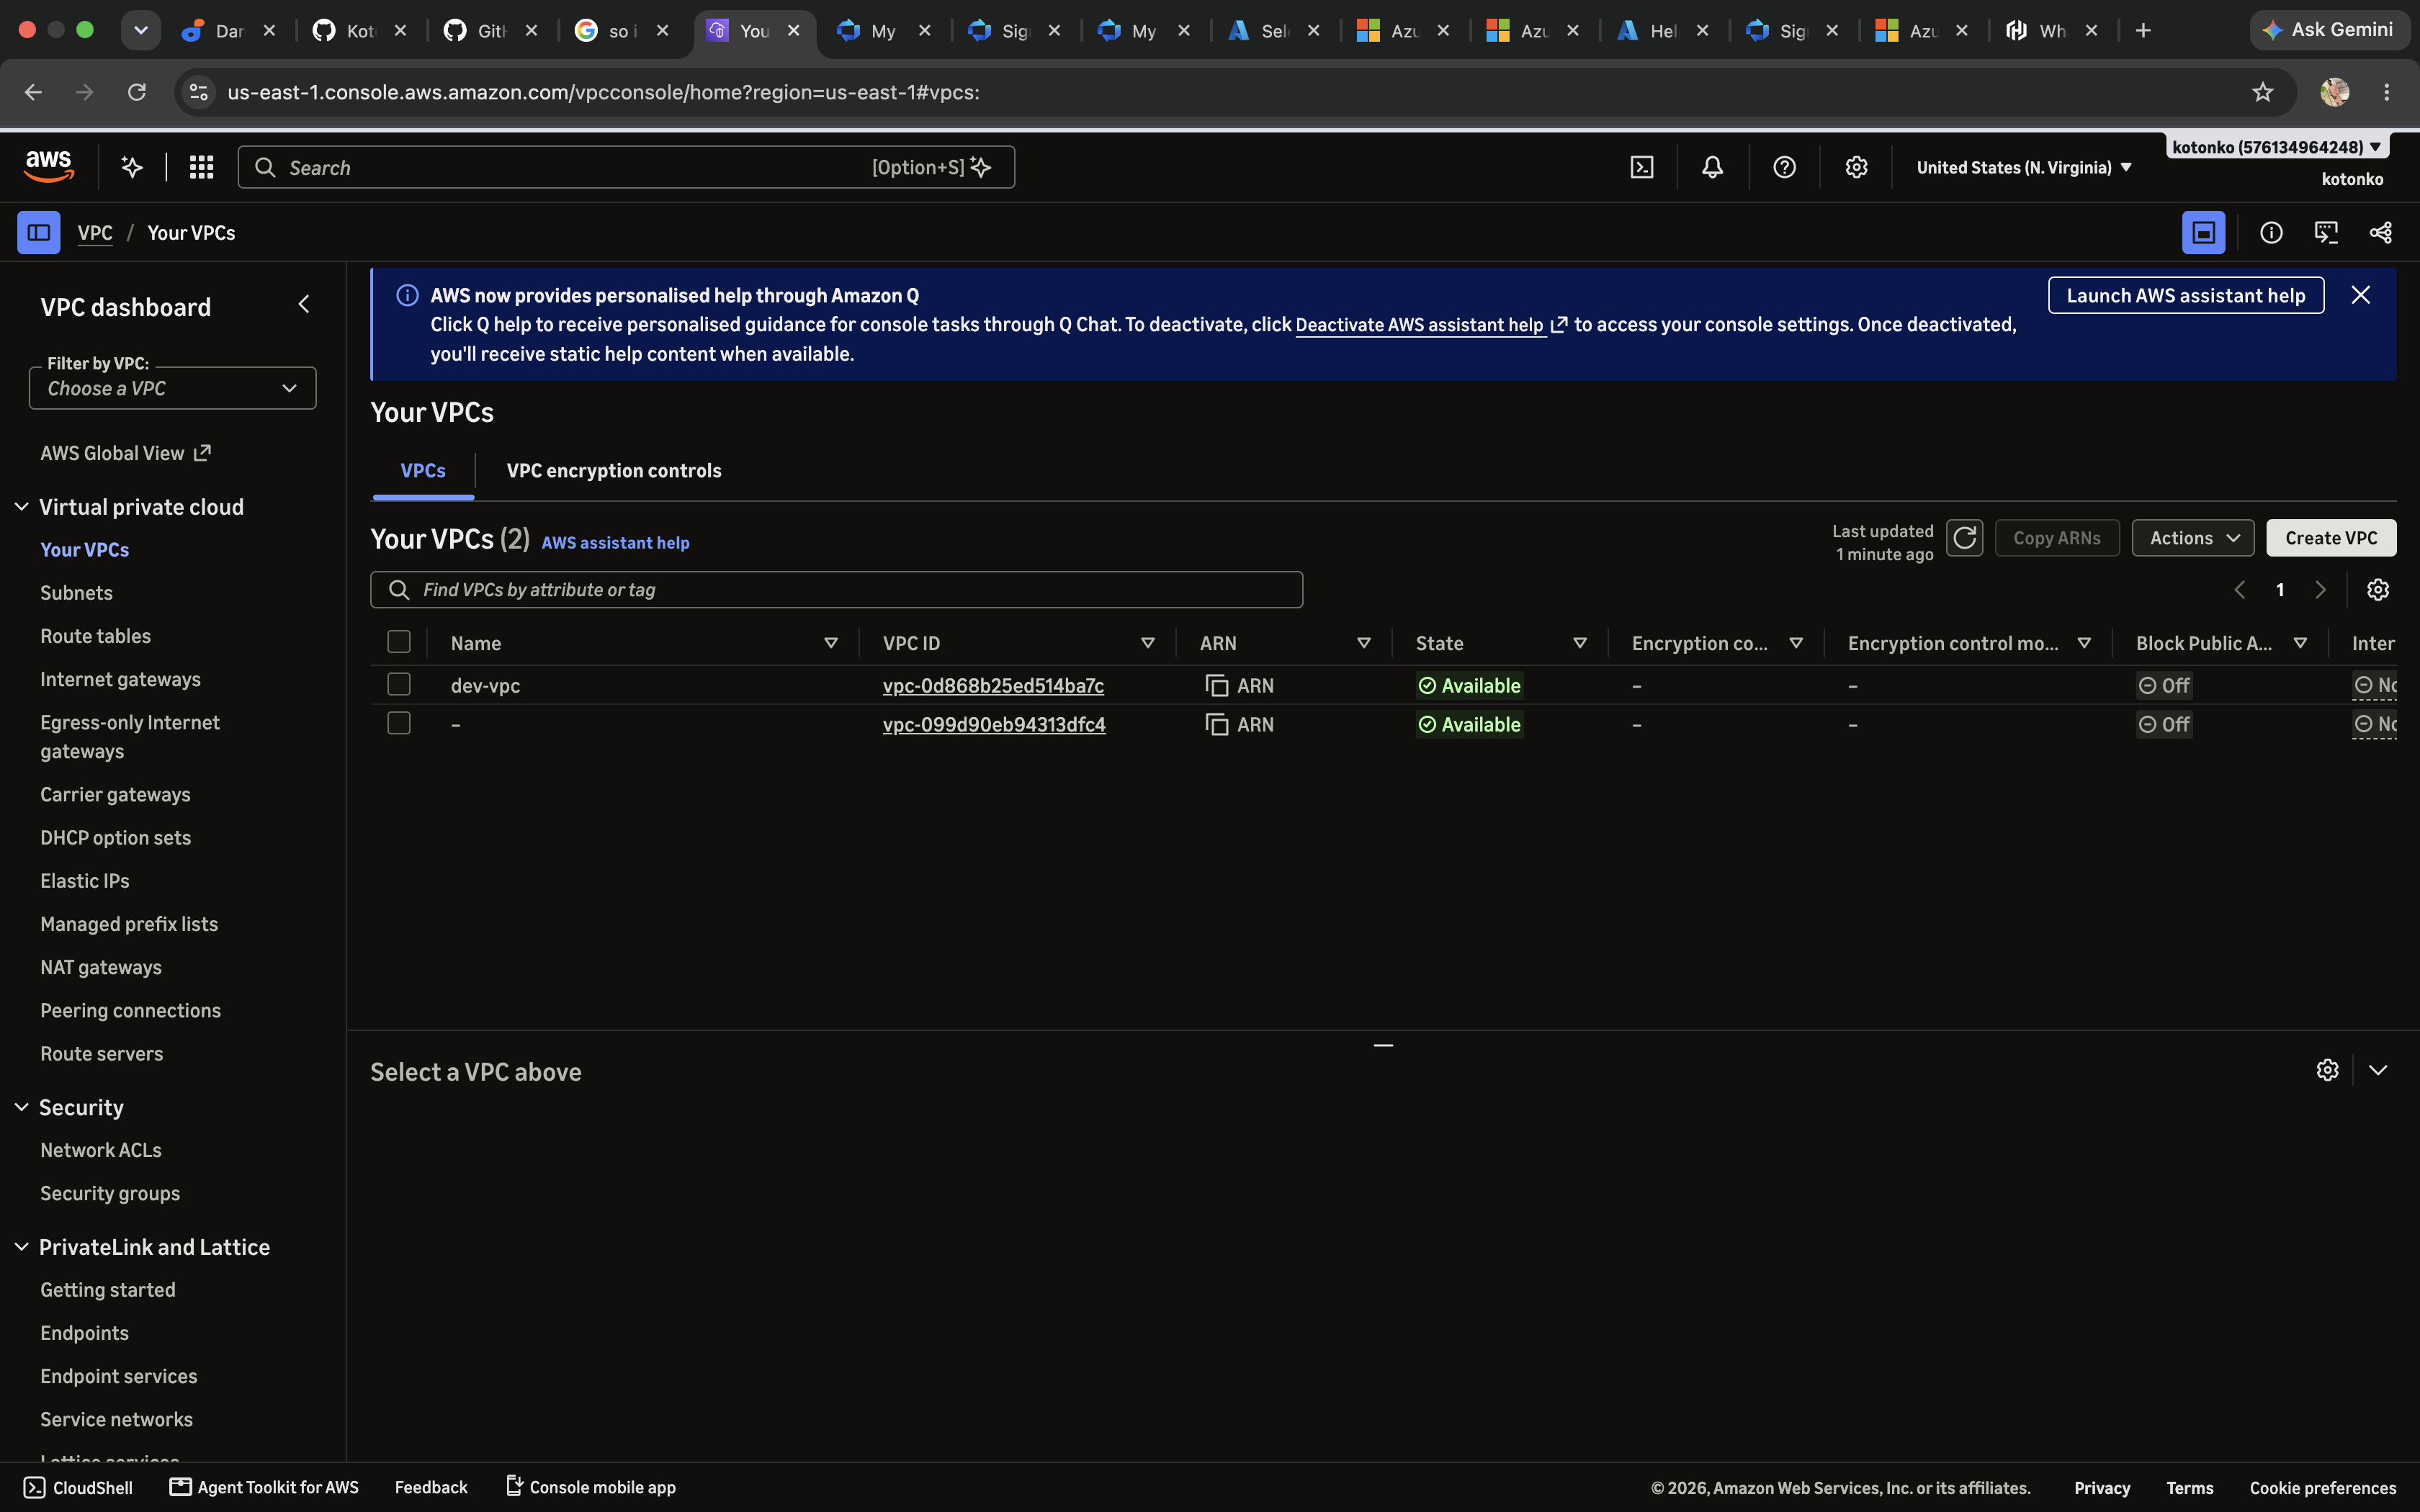 Dar
Kot
Gith
so i
You
My
Sig
My
Sel
Azu
Azu
Hel
Sig
Azu
Wh
Ask Gemini
us-east-1.console.aws.amazon.com/vpcconsole/home?region=us-east-1#vpcs:
aws
Search
[Option+S]
United States (N. Virginia)
kotonko (576134964248)
kotonko
VPC / Your VPCs
VPC dashboard
Filter by VPC:
Choose a VPC
AWS Global View
Virtual private cloud
Your VPCs
Subnets
Route tables
Internet gateways
Egress-only Internet
gateways
Carrier gateways
DHCP option sets
Elastic IPs
Managed prefix lists
NAT gateways
Peering connections
Route servers
Security
Network ACLs
Security groups
PrivateLink and Lattice
Getting started
Endpoints
Endpoint services
Service networks
AWS now provides personalised help through Amazon Q
Click Q help to receive personalised guidance for console tasks through Q Chat. To deactivate, click Deactivate AWS assistant help to access your console settings. Once deactivated,
you'll receive static help content when available.
Launch AWS assistant help
Your VPCs
VPCs
VPC encryption controls
Your VPCs (2) AWS assistant help
Last updated
1 minute ago
Copy ARNs
Actions
Create VPC
Find VPCs by attribute or tag
1
Name VPC ID ARN State Encryption co... Encryption control mo... Block Public A... Inter
dev-vpc vpc-0d868b25ed514ba7c ARN Available – – Off No
– vpc-099d90eb94313dfc4 ARN Available – – Off No
Select a VPC above
CloudShell
Agent Toolkit for AWS
Feedback
Console mobile app
© 2026, Amazon Web Services, Inc. or its affiliates.
Privacy
Terms
Cookie preferences